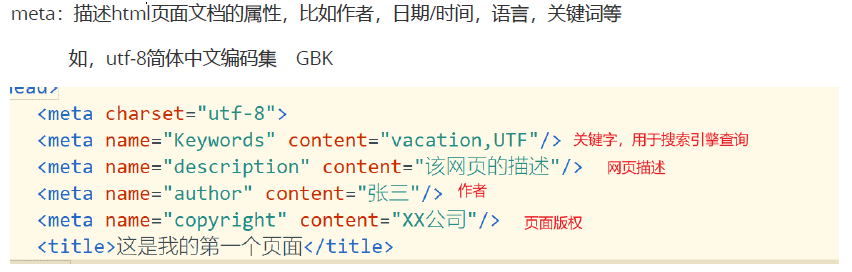 meta：描述html页面文档的属性，比如作者，日期/时间，语言，关键词等
如，utf-8简体中文编码集 GBK
head>
<meta charset="utf-8">
<meta name="Keywords" content="vacation,UTF"/> 关键字，用于搜索引擎查询
<meta name="description" content="该网页的描述"/> 网页描述
<meta name="author" content="张三"/> 作者
<meta name="copyright" content="XX公司"/> 页面版权
<title>这是我的第一个页面</title>